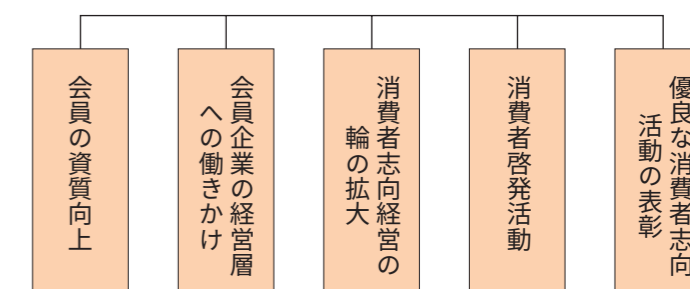 会員の資質向上
会員企業の経営層
への働きかけ
消費者志向経営の
輪の拡大
消費者啓発活動
優良な消費者志向
活動の表彰